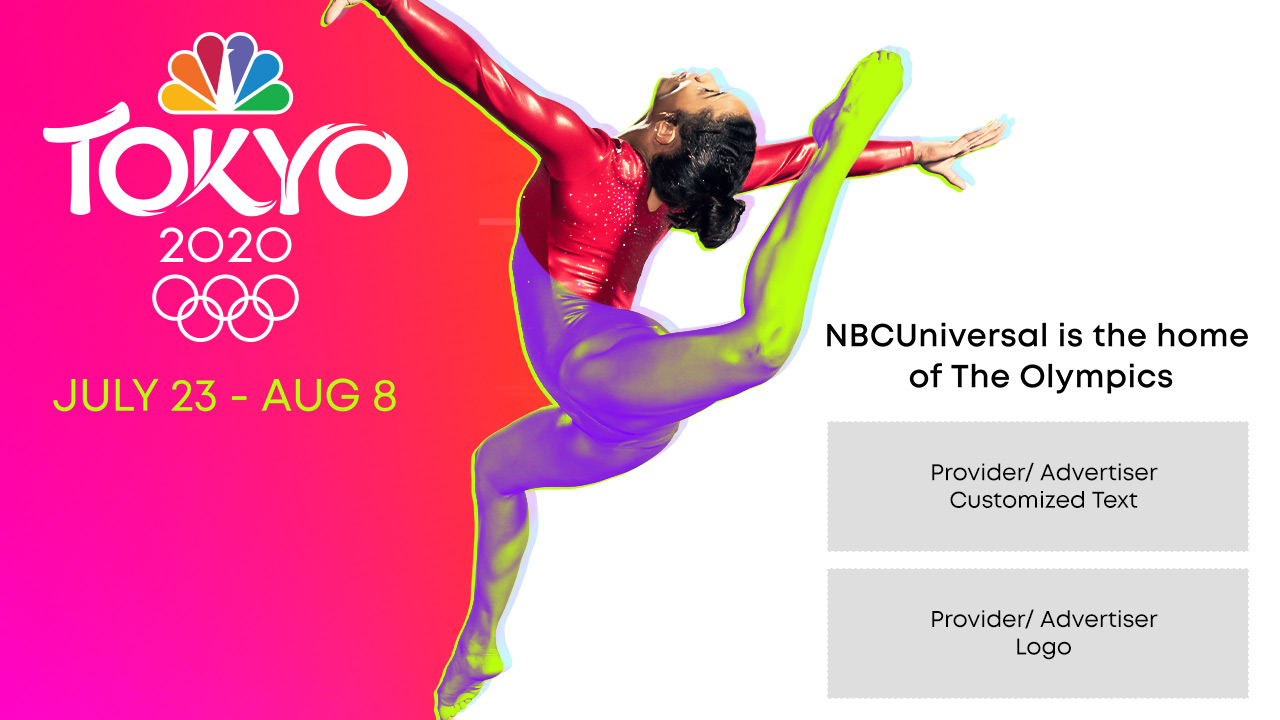 TOKYO
2020
JULY 23 - AUG 8
NBCUniversal is the home
of The Olympics
Provider/ Advertiser
Customized Text
Provider/ Advertiser
Logo